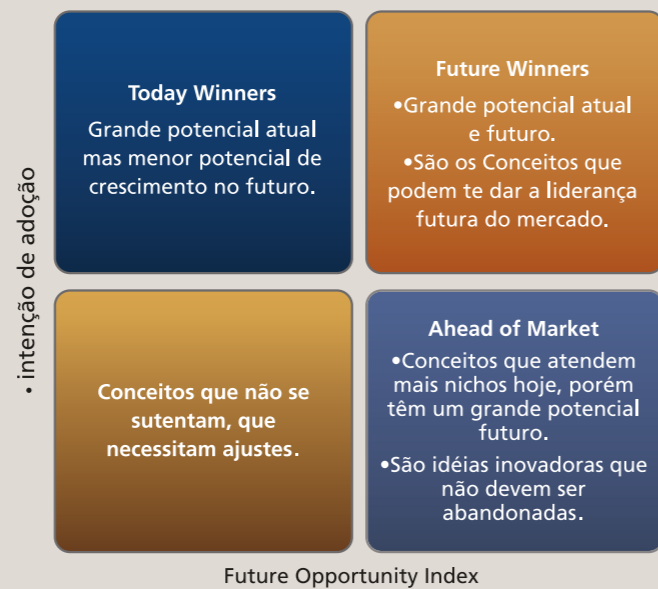 Today Winners
Grande potencial atual
mas menor potencial de
crescimento no futuro.
Future Winners
•Grande potencial atual
e futuro.
•São os Conceitos que
podem te dar a liderança
futura do mercado.
• intenção de adoção
Conceitos que não se
sutentam, que
necessitam ajustes.
Ahead of Market
•Conceitos que atendem
mais nichos hoje, porém
têm um grande potencial
futuro.
•São idéias inovadoras que
não devem ser
abandonadas.
Future Opportunity Index